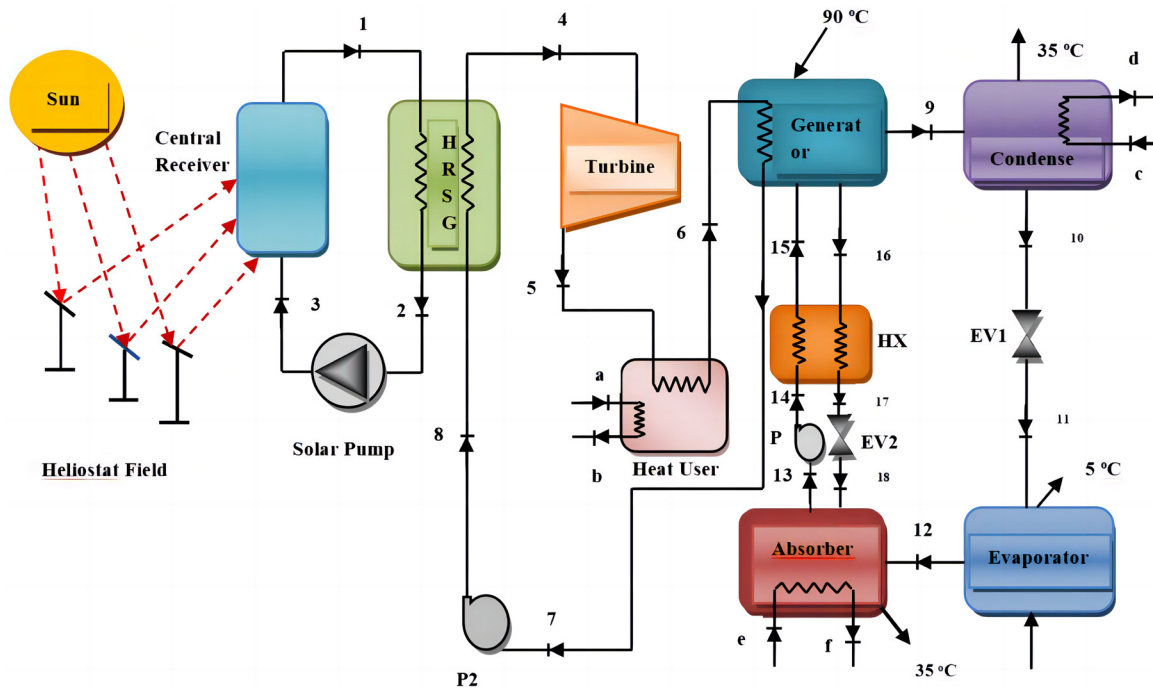 1
4
90 ºC
35 ºC
d
Sun
Central
Receiver
H
R
S
G
Turbine
Generat
or
9
Condense
c
6
15
16
10
5
3
2
HX
EV1
a
14
17
8
P
EV2
11
Solar Pump
b
Heat User
13
18
5 ºC
Heliostat Field
12
Absorber
Evaporator
7
e
f
35 ºC
P2